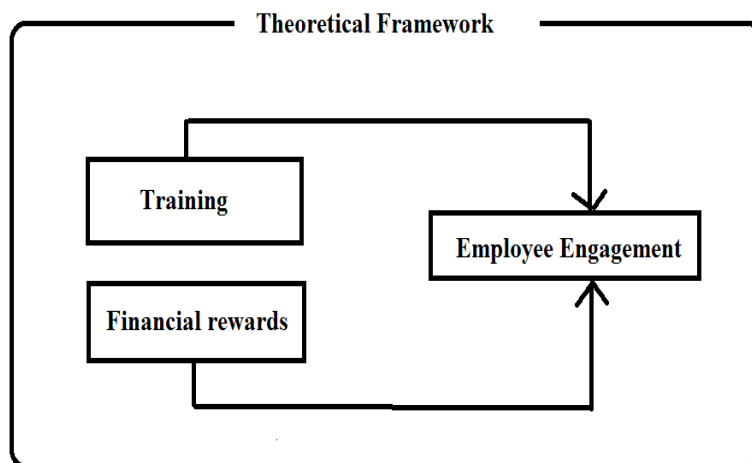 Theoretical Framework
Training
Employee Engagement
Financial rewards